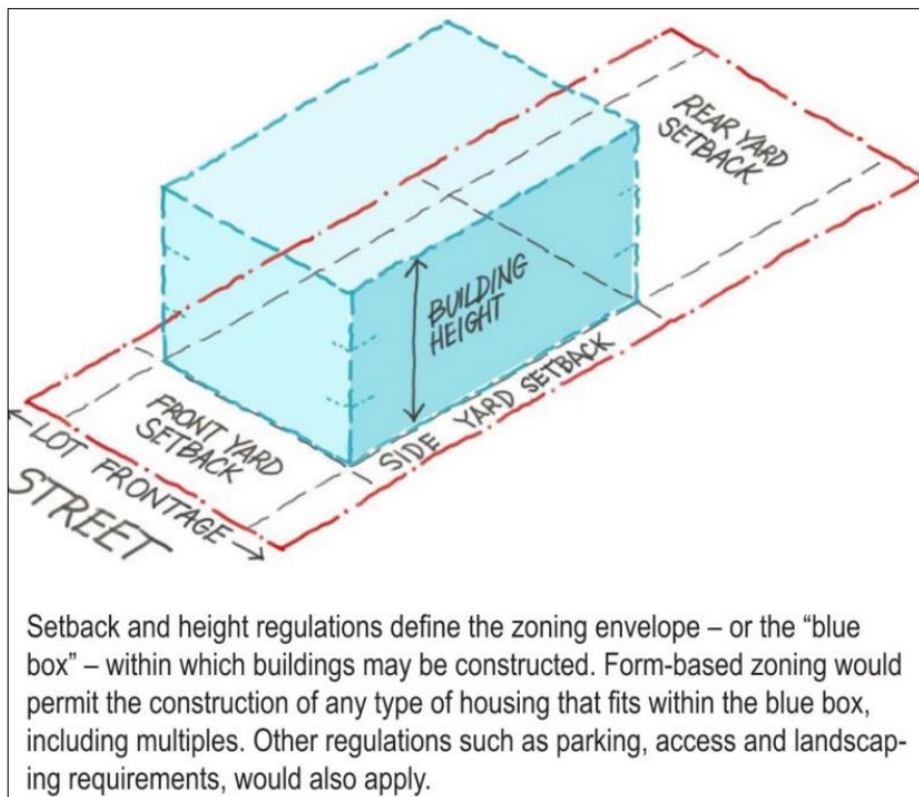 REAR YARD
SETBACK
BUILDING
HEIGHT
SIDE YARD SETBACK
FRONT YARD
SETBACK
LOT FRONTAGE
STREET
Setback and height regulations define the zoning envelope – or the “blue
box” – within which buildings may be constructed. Form-based zoning would
permit the construction of any type of housing that fits within the blue box,
including multiples. Other regulations such as parking, access and landscap-
ing requirements, would also apply.